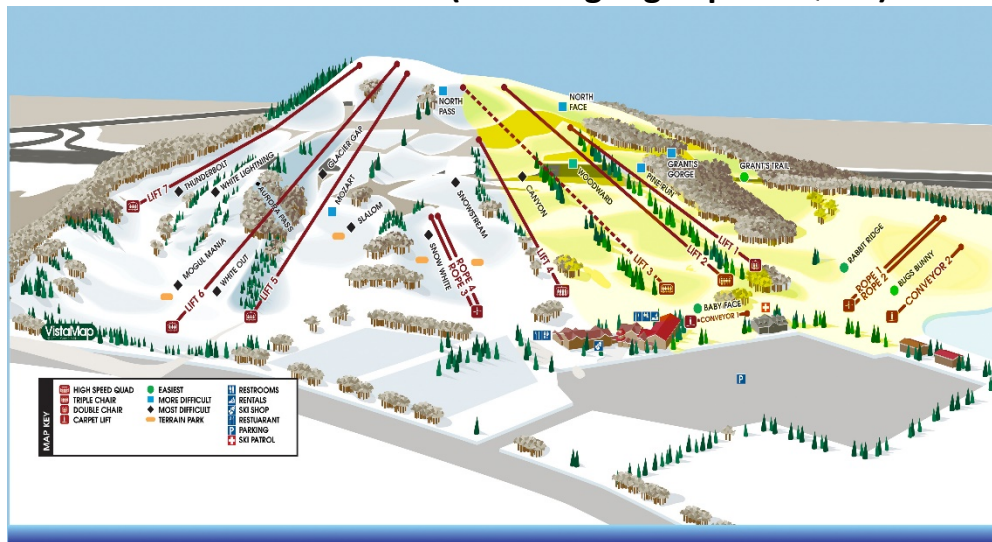 NORTH
PASS
NORTH
FACE
THUNDERBOLT
WHITE LIGHTNING
GLACIER GAP
AURORA PASS
MOZART
SLALOM
SNOWSTREAM
CANYON
WOODWARD
PINE RUN
GRANT'S
GORGE
GRANT'S TRAIL
LIFT 7
MOGUL MANIA
WHITE OUT
LIFT 6
LIFT 5
SNOW WHITE
ROPE 4
ROPE 3
LIFT 4
LIFT 3
LIFT 2
LIFT 1
RABBIT RIDGE
ROPE 1
ROPE 2
BUGS BUNNY
CONVEYOR 2
BABY FACE
CONVEYOR 1
VistaMap
P
MAP KEY
HIGH SPEED QUAD
TRIPLE CHAIR
DOUBLE CHAIR
CARPET LIFT
EASIEST
MORE DIFFICULT
MOST DIFFICULT
TERRAIN PARK
RESTROOMS
RENTALS
SKI SHOP
RESTUARANT
P PARKING
SKI PATROL